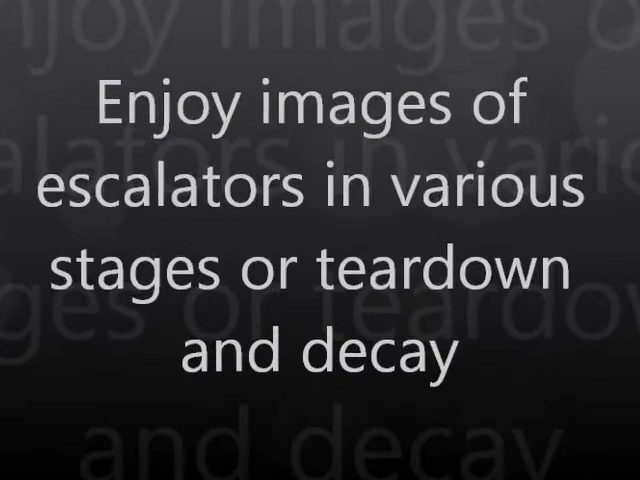 Enjoy images of
escalators in various
stages or teardown
and decay